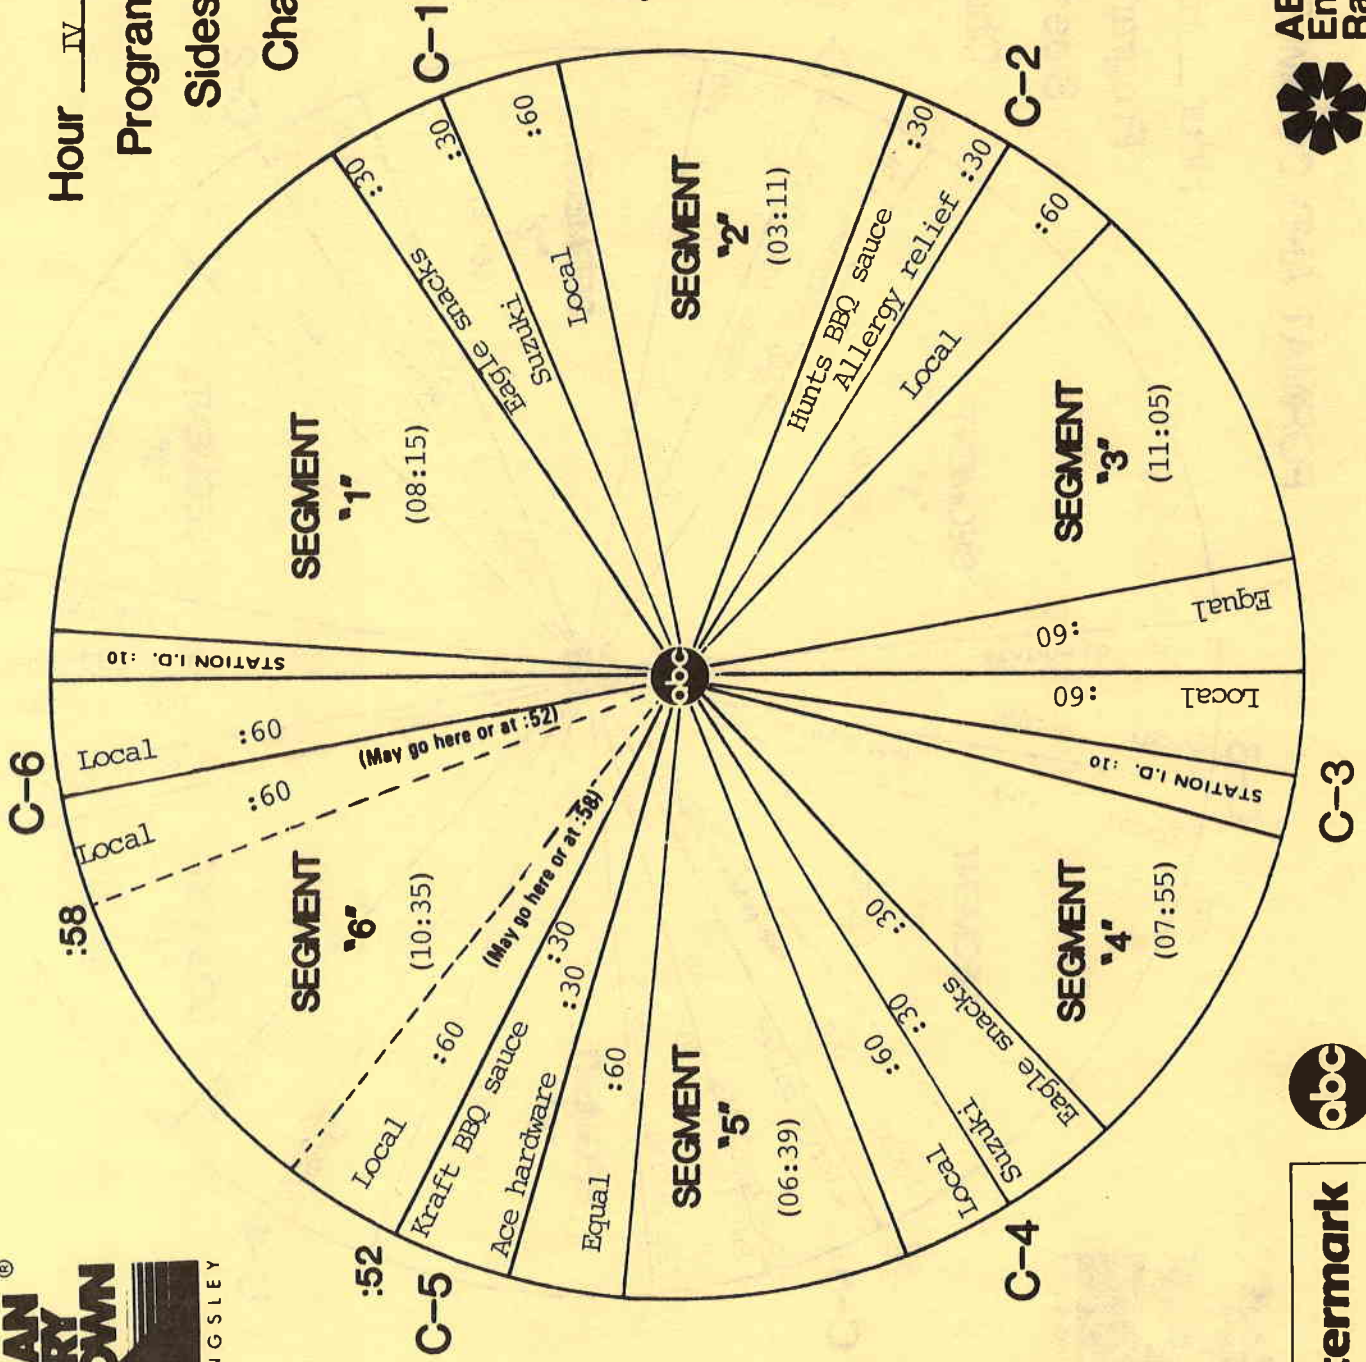 Hour IV
C-1
:30
Eagle snacks
:30
Suzuki
:60
Local
SEGMENT
"1"
(08:15)
SEGMENT
"2"
(03:11)
C-2
:30
Hunts BBQ sauce
:30
Allergy relief
:60
Local
SEGMENT
"3"
(11:05)
Equal
:60
C-3
Local
:60
STATION I.D. :10
SEGMENT
"4"
(07:55)
C-4
Eagle snacks
:30
Suzuki
:30
Local
:60
SEGMENT
"5"
(06:39)
C-5
Equal
:60
Ace hardware
:30
Kraft BBQ sauce
:30
:52
Local
:60
(May go here or at :58)
SEGMENT
"6"
(10:35)
:58
Local
:60
(May go here or at :52)
C-6
Local
:60
STATION I.D. :10
abc
abc